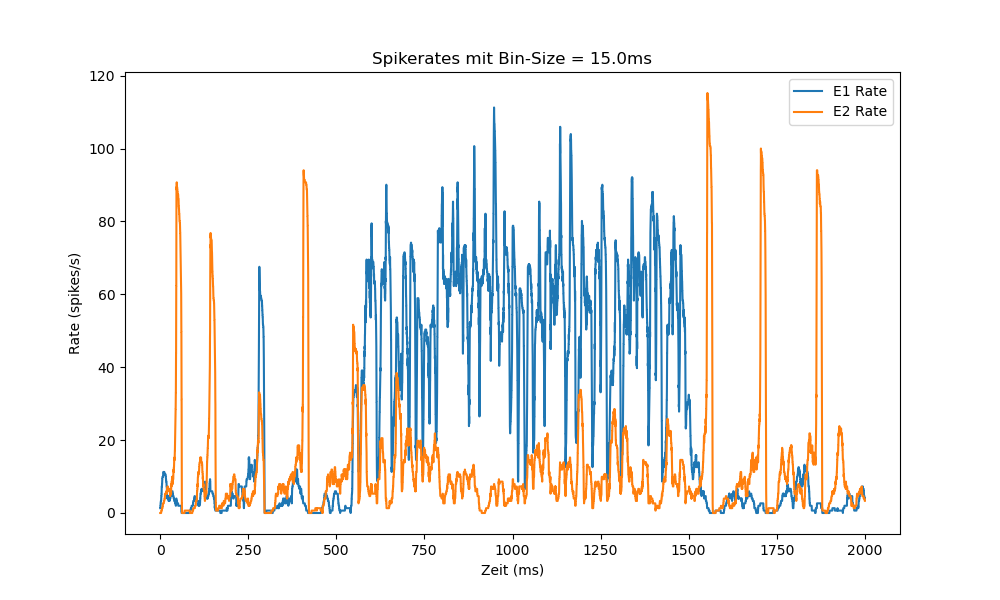 Spikerates mit Bin-Size = 15.0ms
E1 Rate
E2 Rate
120
100
80
60
40
20
0
Rate (spikes/s)
0 250 500 750 1000 1250 1500 1750 2000
Zeit (ms)